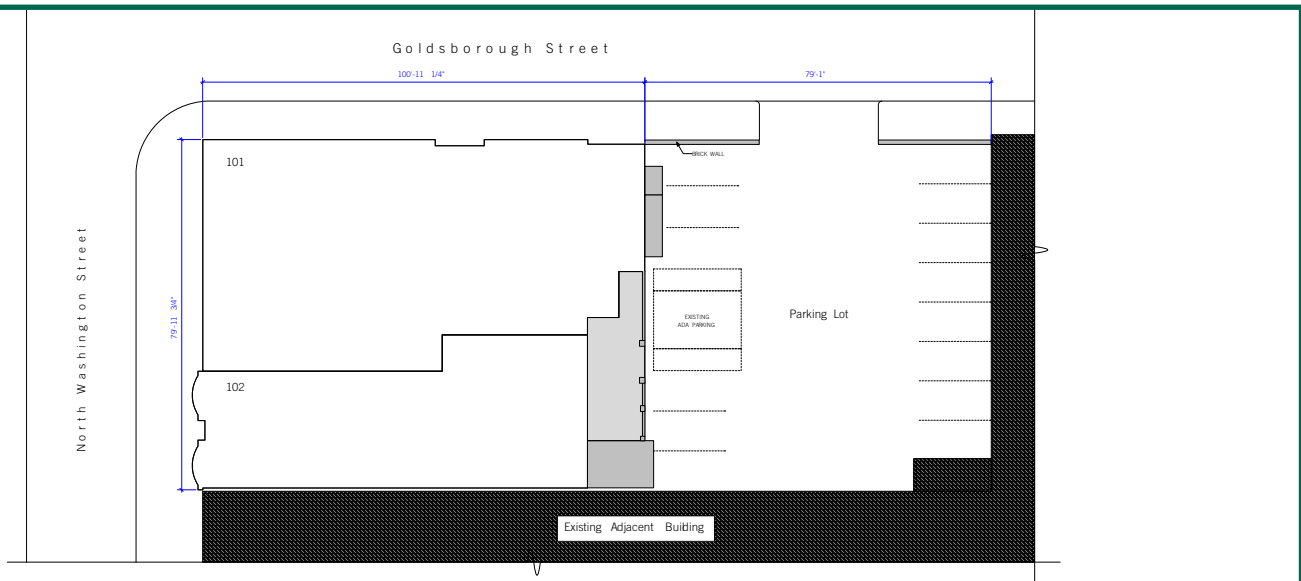 Goldsborough Street
100'-11 1/4"
79'-1"
BRICK WALL
101
North Washington Street
79'-11 3/4"
EXISTING
ADA PARKING
Parking Lot
102
Existing Adjacent Building